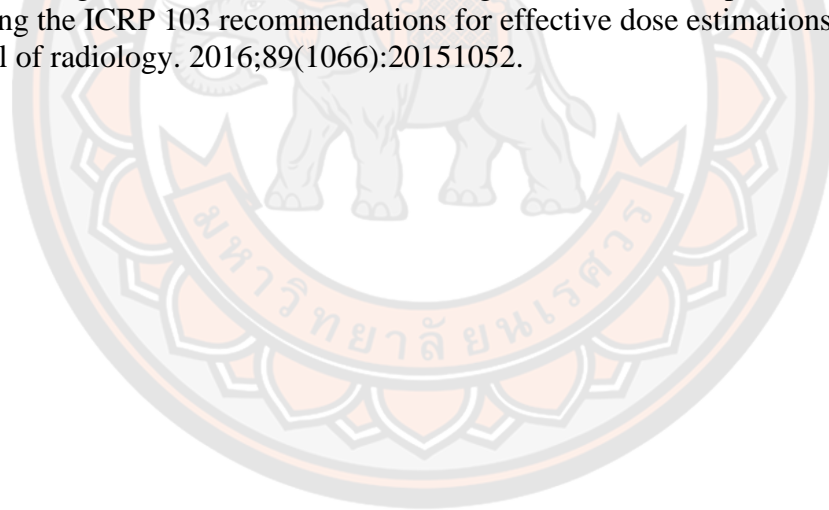 ng the ICRP 103 recommendations for effective dose estimations
l of radiology. 2016;89(1066):20151052.
มหาวิทยาลัยนเรศวร